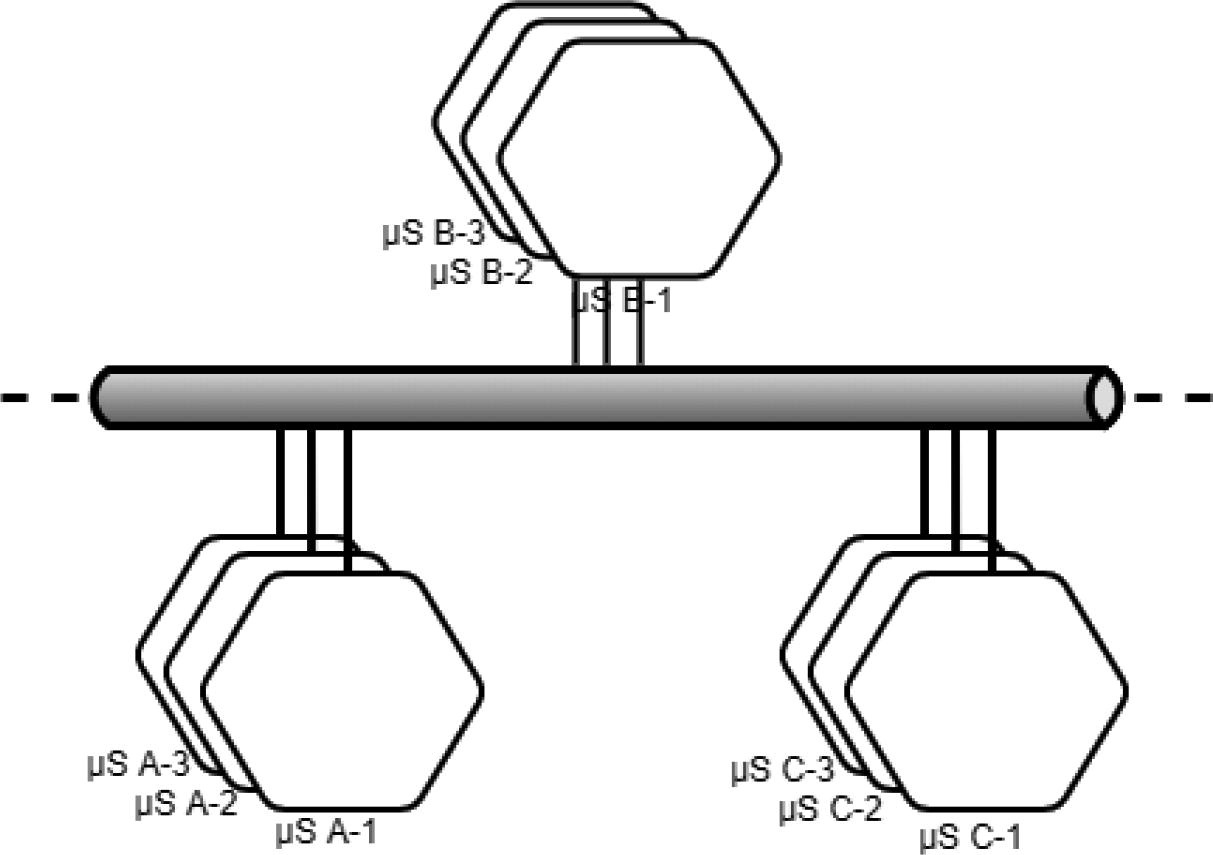 µS B-3
µS B-2
µS B-1
µS A-3
µS A-2
µS A-1
µS C-3
µS C-2
µS C-1